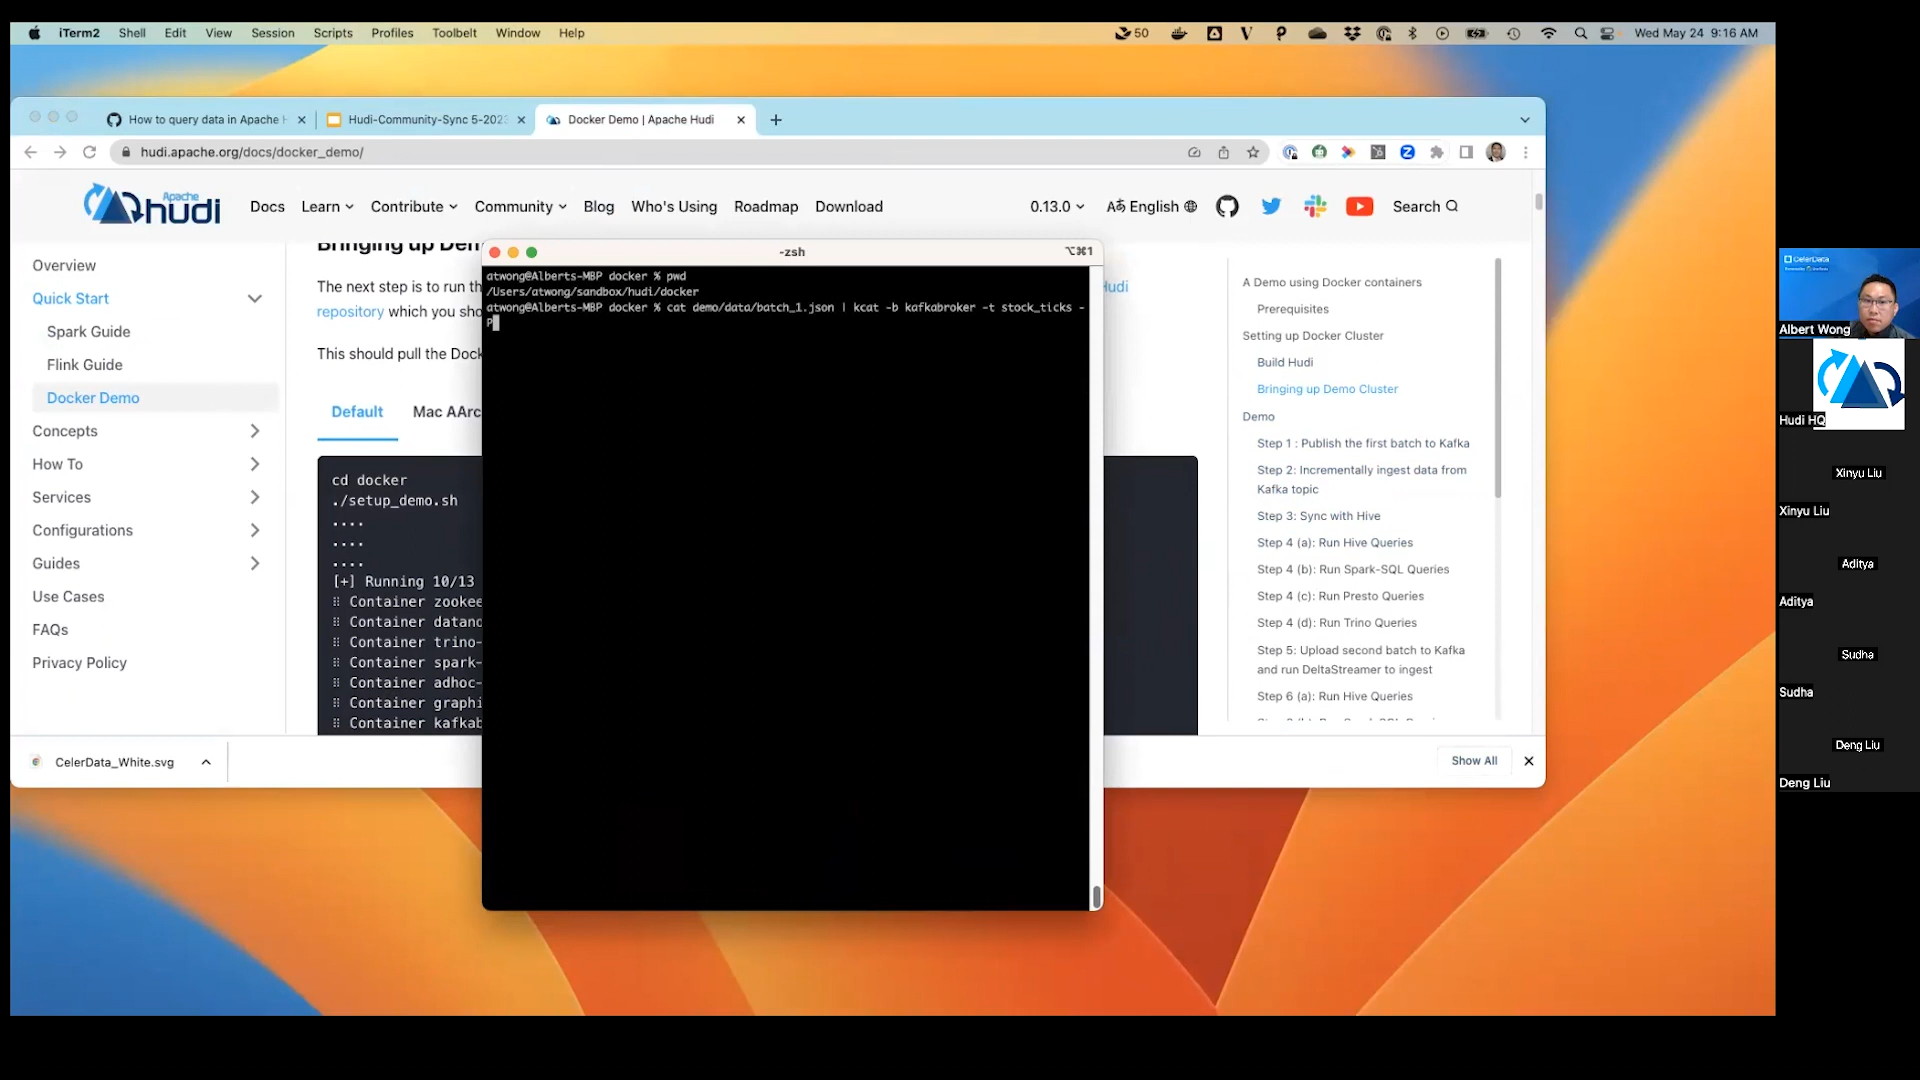 iTerm2 Shell Edit View Session Scripts Profiles Toolbelt Window Help 50 Wed May 24 9:16 AM
How to query data in Apache H Hudi-Community-Sync 5-2023 Docker Demo | Apache Hudi
hudi.apache.org/docs/docker_demo/
Apache hudi Docs Learn Contribute Community Blog Who's Using Roadmap Download 0.13.0 English Search
Overview
Quick Start
Spark Guide
Flink Guide
Docker Demo
Concepts
How To
Services
Configurations
Guides
Use Cases
FAQs
Privacy Policy
Bringing up Dem
The next step is to run th
Hudi
repository which you sho
This should pull the Dock
Default Mac AArc
cd docker
./setup_demo.sh
....
....
....
[+] Running 10/13
⠿ Container zookee
⠿ Container datano
⠿ Container trino-
⠿ Container spark-
⠿ Container adhoc-
⠿ Container graphi
⠿ Container kafkab
-zsh ⌥⌘1
atwong@Alberts-MBP docker % pwd
/Users/atwong/sandbox/hudi/docker
atwong@Alberts-MBP docker % cat demo/data/batch_1.json | kcat -b kafkabroker -t stock_ticks -
P
A Demo using Docker containers
Prerequisites
Setting up Docker Cluster
Build Hudi
Bringing up Demo Cluster
Demo
Step 1 : Publish the first batch to Kafka
Step 2: Incrementally ingest data from
Kafka topic
Step 3: Sync with Hive
Step 4 (a): Run Hive Queries
Step 4 (b): Run Spark-SQL Queries
Step 4 (c): Run Presto Queries
Step 4 (d): Run Trino Queries
Step 5: Upload second batch to Kafka
and run DeltaStreamer to ingest
Step 6 (a): Run Hive Queries
CelerData_White.svg Show All
CelerData
Albert Wong
Hudi HQ
Xinyu Liu
Xinyu Liu
Aditya
Aditya
Sudha
Sudha
Deng Liu
Deng Liu